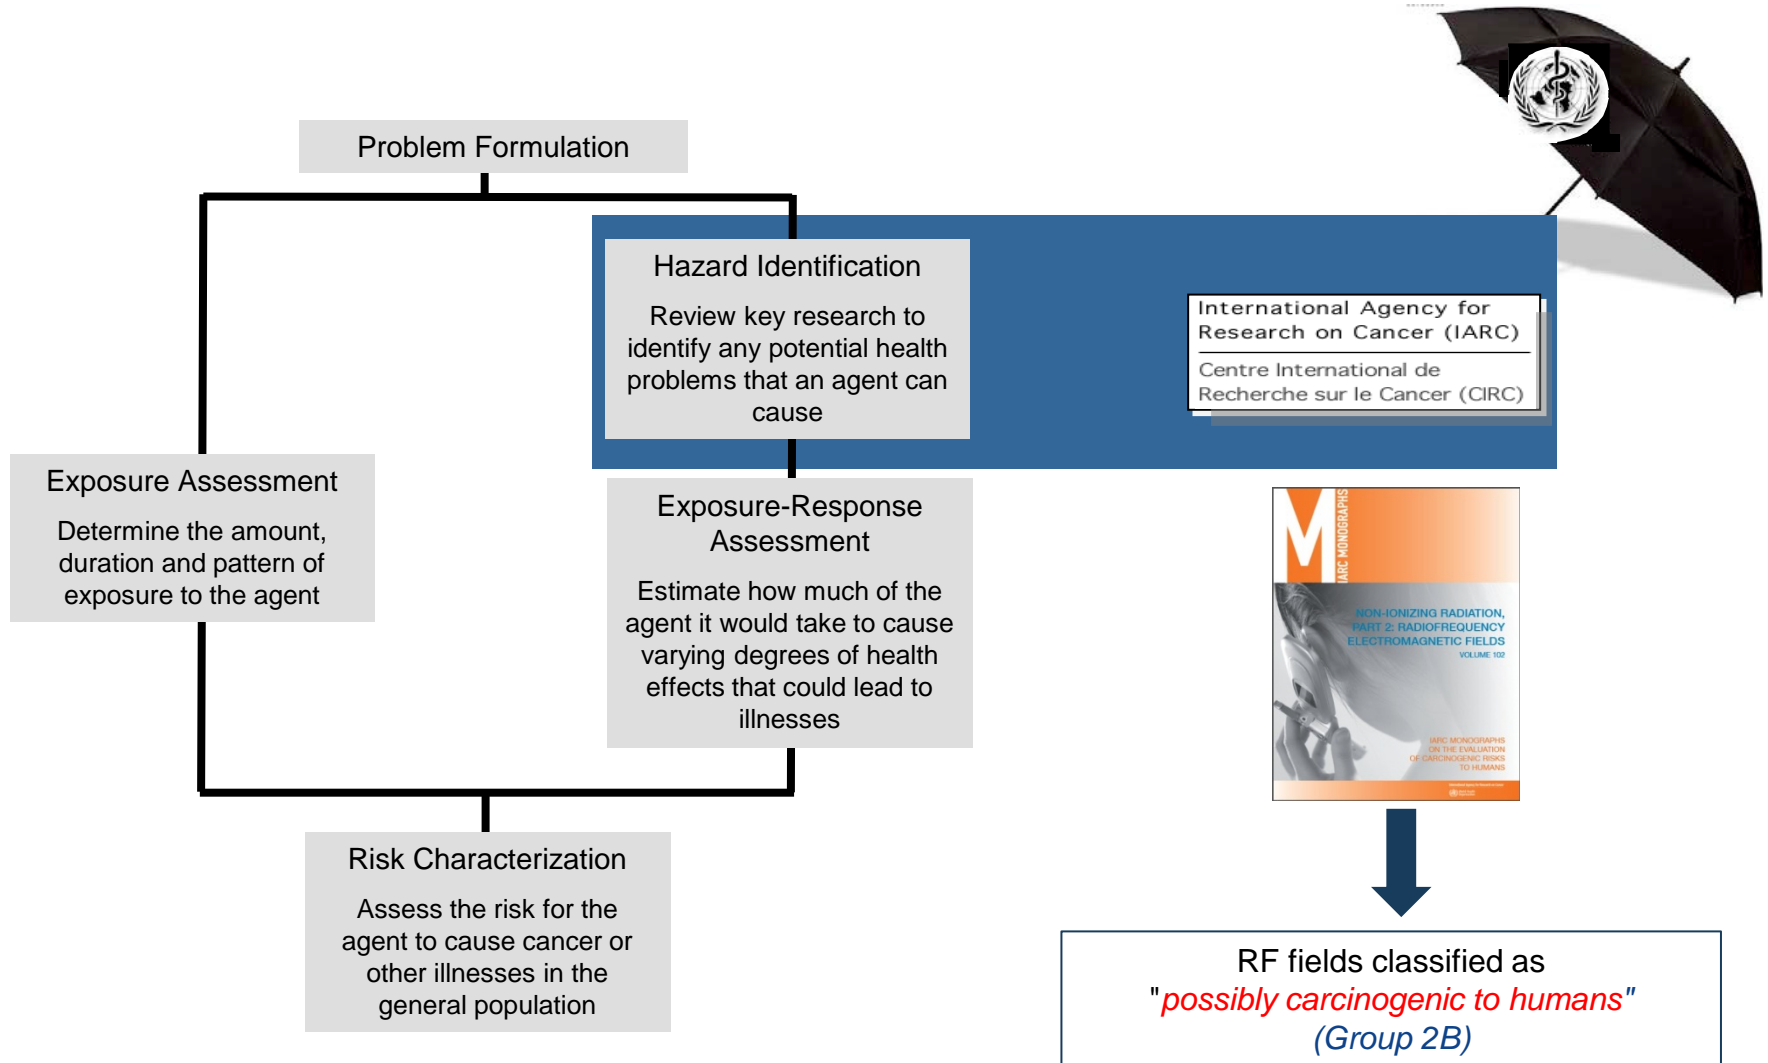 Problem Formulation
Hazard Identification
Review key research to
identify any potential health
problems that an agent can
cause
International Agency for
Research on Cancer (IARC)
Centre International de
Recherche sur le Cancer (CIRC)
Exposure Assessment
Determine the amount,
duration and pattern of
exposure to the agent
Exposure-Response
Assessment
Estimate how much of the
agent it would take to cause
varying degrees of health
effects that could lead to
illnesses
IARC MONOGRAPHS
NON-IONIZING RADIATION,
PART 2: RADIOFREQUENCY
ELECTROMAGNETIC FIELDS
VOLUME 102
IARC MONOGRAPHS
ON THE EVALUATION
OF CARCINOGENIC RISKS
TO HUMANS
Risk Characterization
Assess the risk for the
agent to cause cancer or
other illnesses in the
general population
RF fields classified as
"possibly carcinogenic to humans"
(Group 2B)